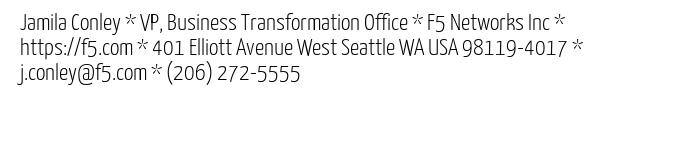 Jamila Conley * VP, Business Transformation Office * F5 Networks Inc *
https://f5.com * 401 Elliott Avenue West Seattle WA USA 98119-4017 *
j.conley@f5.com * (206) 272-5555